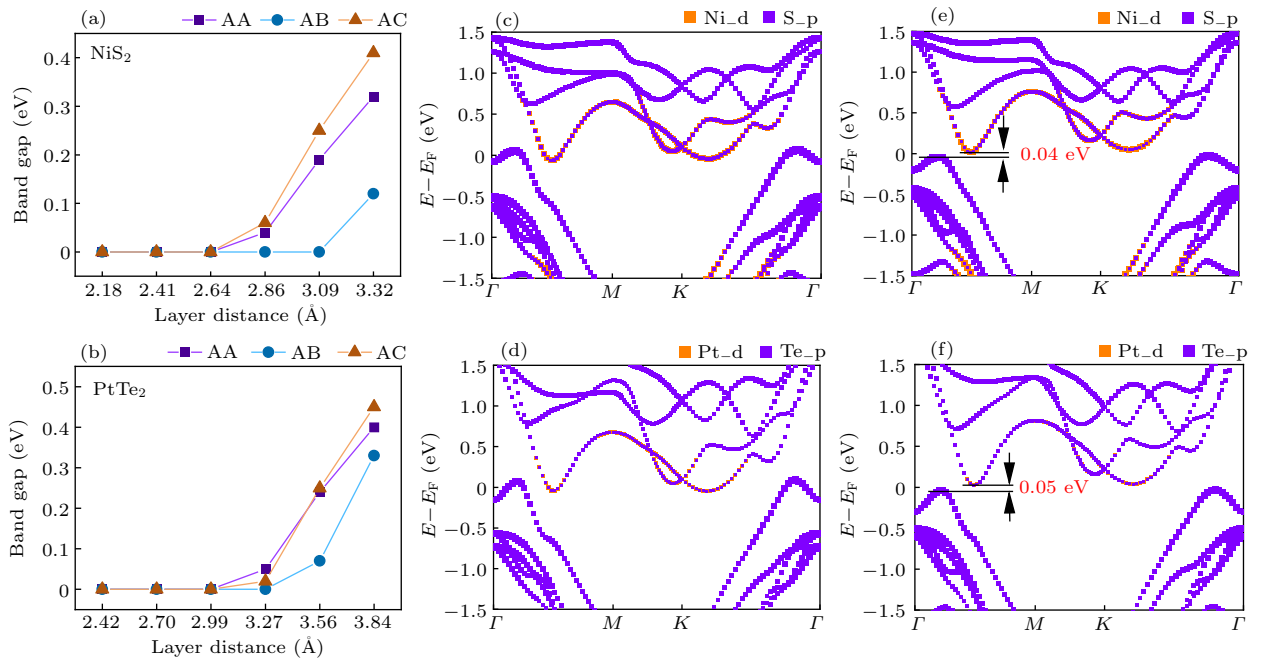 (a) AA AB AC
NiS2
Band gap (eV)
0.4
0.3
0.2
0.1
0
2.18 2.41 2.64 2.86 3.09 3.32
Layer distance (Å)
(b) AA AB AC
PtTe2
Band gap (eV)
0.5
0.4
0.3
0.2
0.1
0
2.42 2.70 2.99 3.27 3.56 3.84
Layer distance (Å)
(c) Ni_d S_p
E−EF (eV)
1.5
1.0
0.5
0
−0.5
−1.0
−1.5
Γ M K Γ
(d) Pt_d Te_p
E−EF (eV)
1.5
1.0
0.5
0
−0.5
−1.0
−1.5
Γ M K Γ
(e) Ni_d S_p
E−EF (eV)
1.5
1.0
0.5
0
−0.5
−1.0
−1.5
0.04 eV
Γ M K Γ
(f) Pt_d Te_p
E−EF (eV)
1.5
1.0
0.5
0
−0.5
−1.0
−1.5
0.05 eV
Γ M K Γ